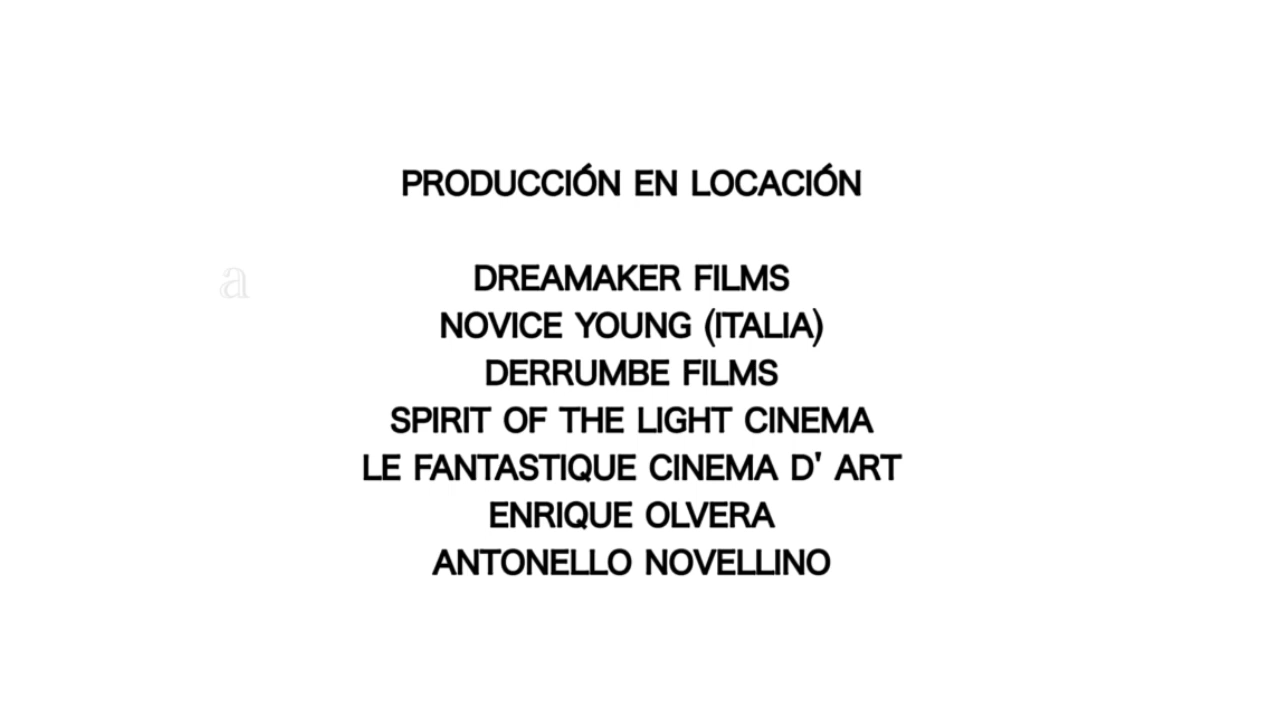 PRODUCCIÓN EN LOCACIÓN
a
DREAMAKER FILMS
NOVICE YOUNG (ITALIA)
DERRUMBE FILMS
SPIRIT OF THE LIGHT CINEMA
LE FANTASTIQUE CINEMA D' ART
ENRIQUE OLVERA
ANTONELLO NOVELLINO